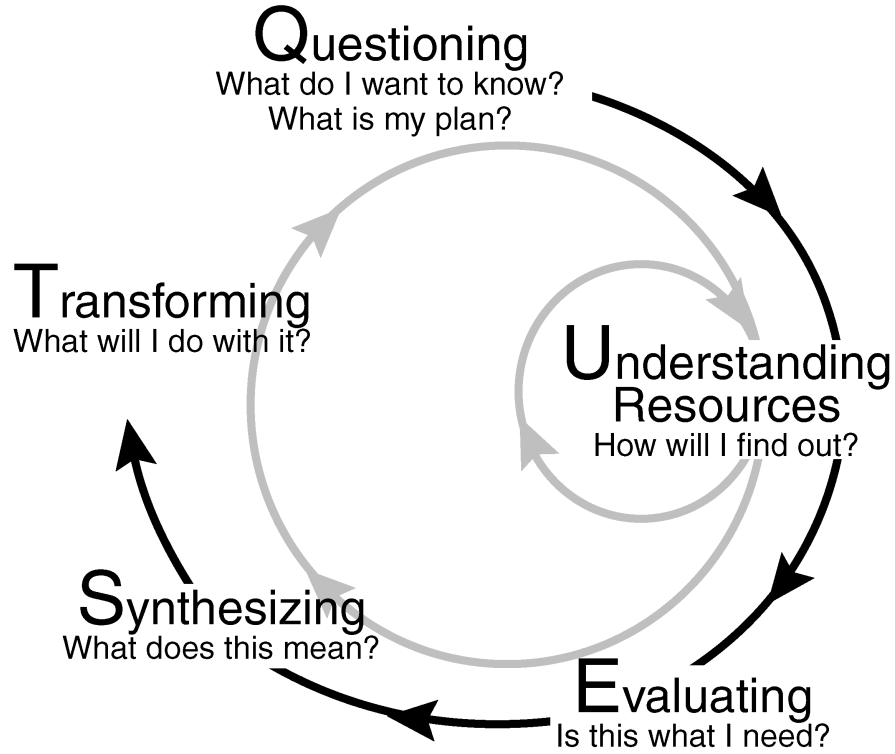 Questioning
What do I want to know?
What is my plan?
Understanding
Resources
How will I find out?
Evaluating
Is this what I need?
Synthesizing
What does this mean?
Transforming
What will I do with it?